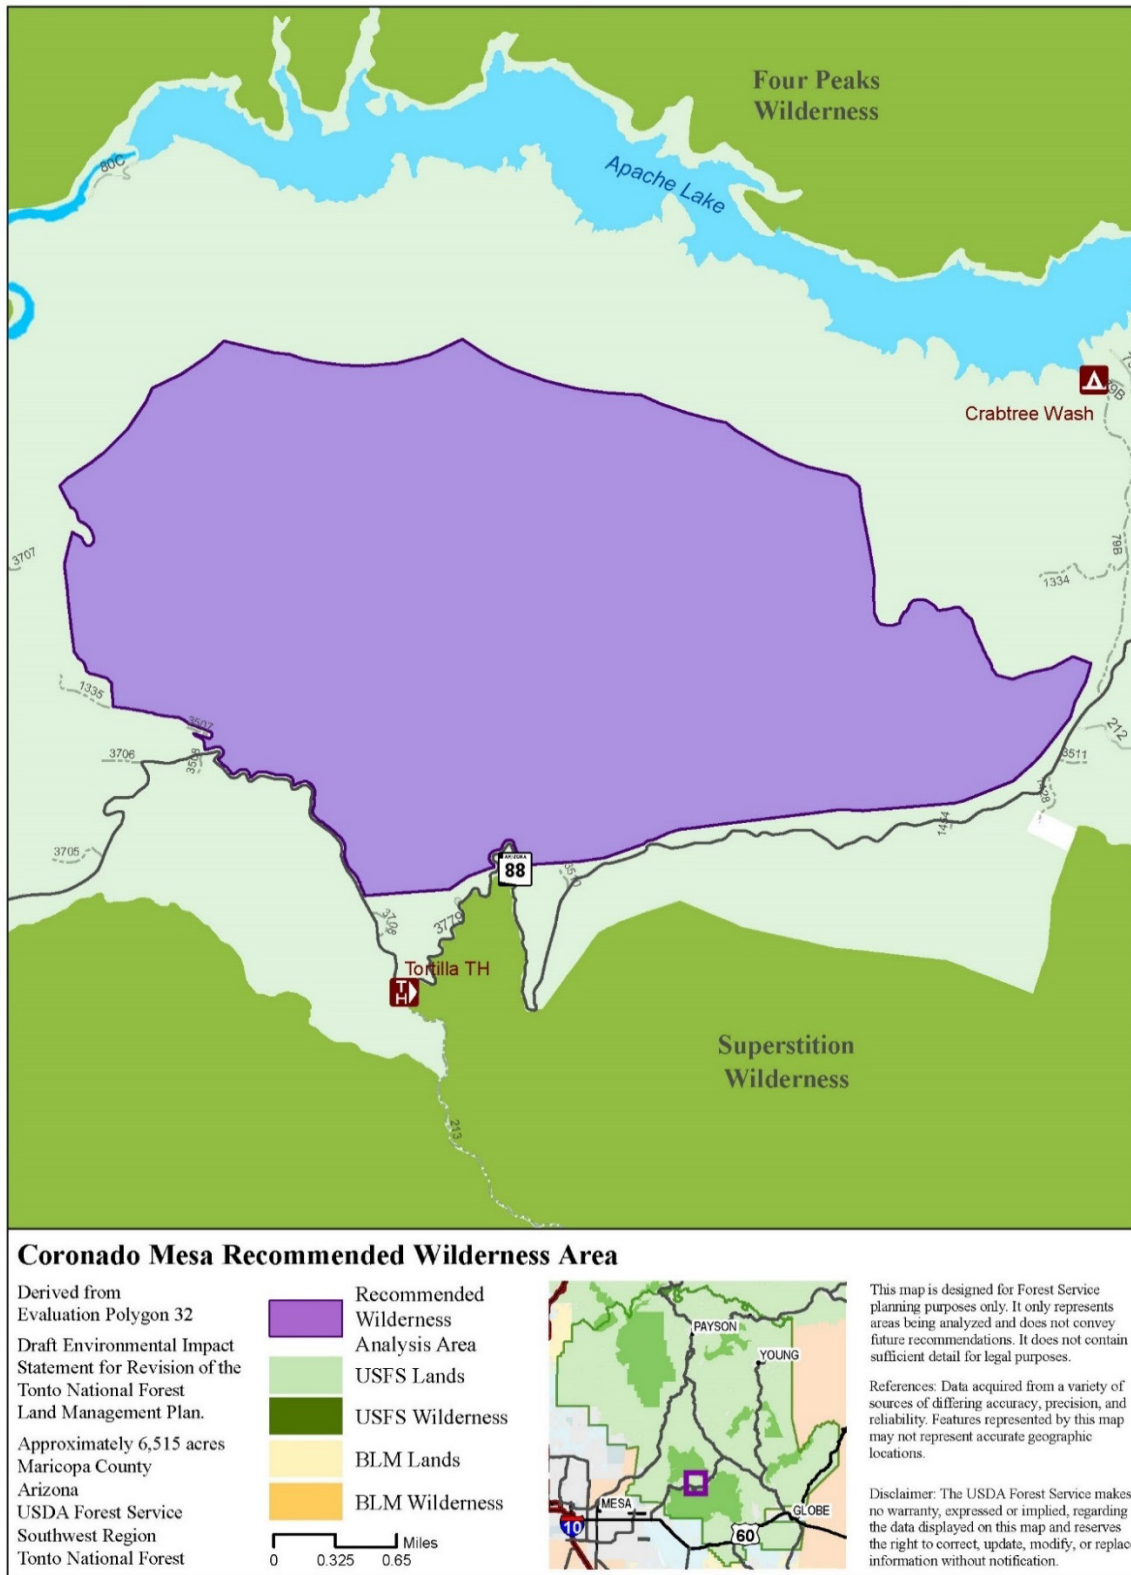 Four Peaks
Wilderness
80C
Apache Lake
79B
Crabtree Wash
3707
79B
1334
1335
3507
3706
3508
212
3511
1428
1454
3705
ARIZONA
88
3510
3708
3779
Tortilla TH
TH
Superstition
Wilderness
213
Coronado Mesa Recommended Wilderness Area
Derived from
Evaluation Polygon 32
Draft Environmental Impact
Statement for Revision of the
Tonto National Forest
Land Management Plan.
Approximately 6,515 acres
Maricopa County
Arizona
USDA Forest Service
Southwest Region
Tonto National Forest
Recommended
Wilderness
Analysis Area
USFS Lands
USFS Wilderness
BLM Lands
BLM Wilderness
Miles
0 0.325 0.65
PAYSON
YOUNG
MESA
GLOBE
10
60
This map is designed for Forest Service
planning purposes only. It only represents
areas being analyzed and does not convey
future recommendations. It does not contain
sufficient detail for legal purposes.
References: Data acquired from a variety of
sources of differing accuracy, precision, and
reliability. Features represented by this map
may not represent accurate geographic
locations.
Disclaimer: The USDA Forest Service makes
no warranty, expressed or implied, regarding
the data displayed on this map and reserves
the right to correct, update, modify, or replace
information without notification.